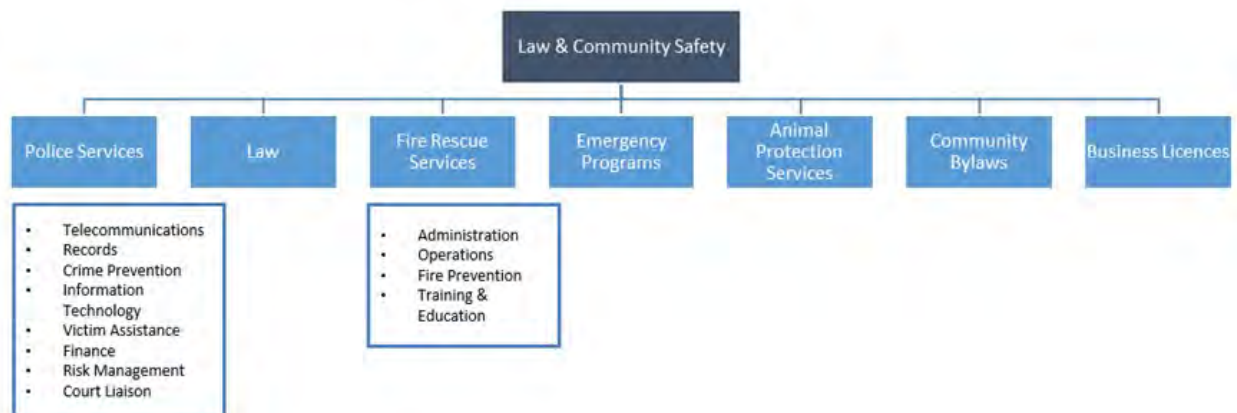 Law & Community Safety
Police Services
Law
Fire Rescue
Services
Emergency
Programs
Animal
Protection
Services
Community
Bylaws
Business Licences
• Telecommunications
• Records
• Crime Prevention
• Information
Technology
• Victim Assistance
• Finance
• Risk Management
• Court Liaison
• Administration
• Operations
• Fire Prevention
• Training &
Education